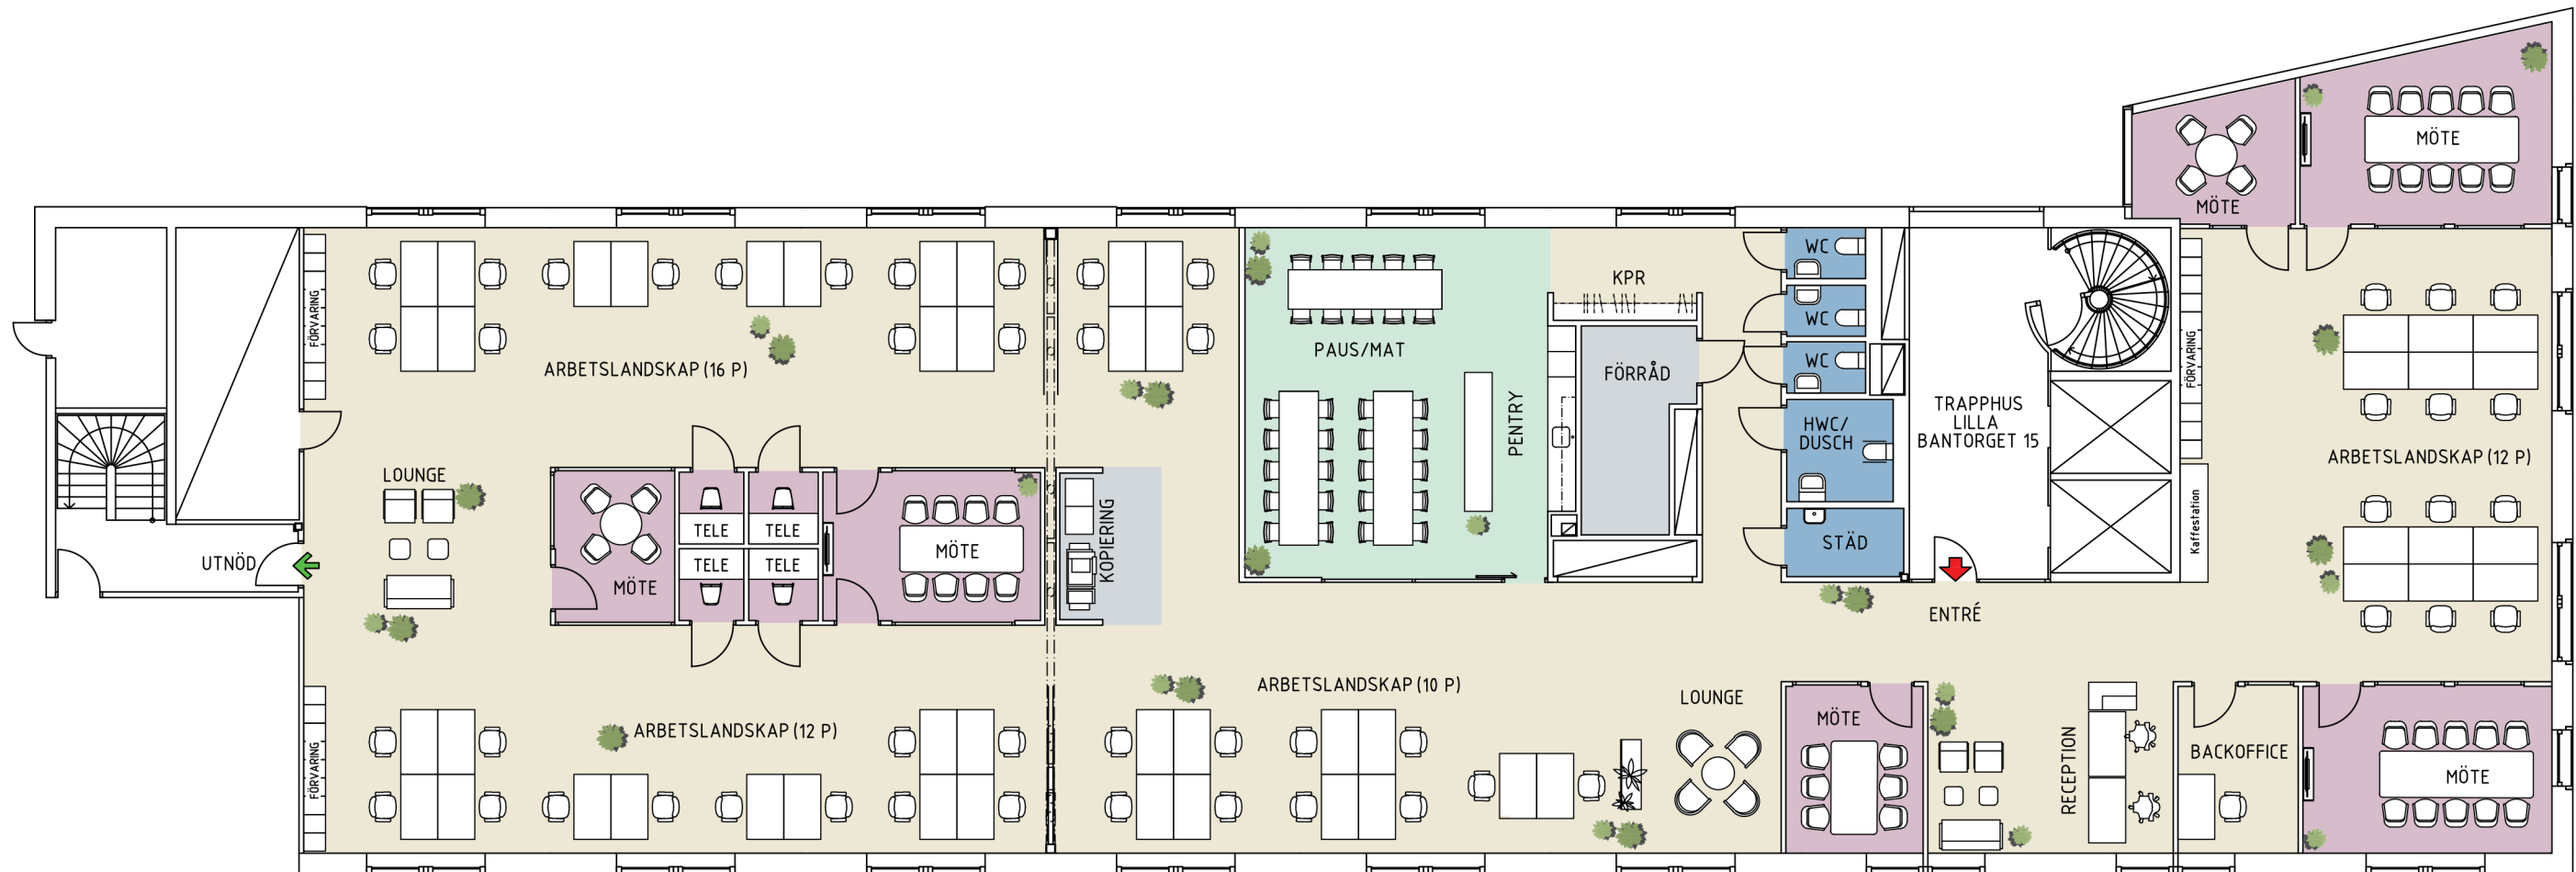 MÖTE
MÖTE
FÖRVARING
ARBETSLANDSKAP (16 P)
PAUS/MAT
KPR
WC
WC
WC
FÖRRÅD
PENTRY
HWC/
DUSCH
STÄD
TRAPPHUS
LILLA
BANTORGET 15
FÖRVARING
ARBETSLANDSKAP (12 P)
Kaffestation
LOUNGE
UTNÖD
MÖTE
TELE
TELE
TELE
TELE
MÖTE
KOPIERING
ENTRÉ
ARBETSLANDSKAP (10 P)
LOUNGE
FÖRVARING
ARBETSLANDSKAP (12 P)
MÖTE
RECEPTION
BACKOFFICE
MÖTE